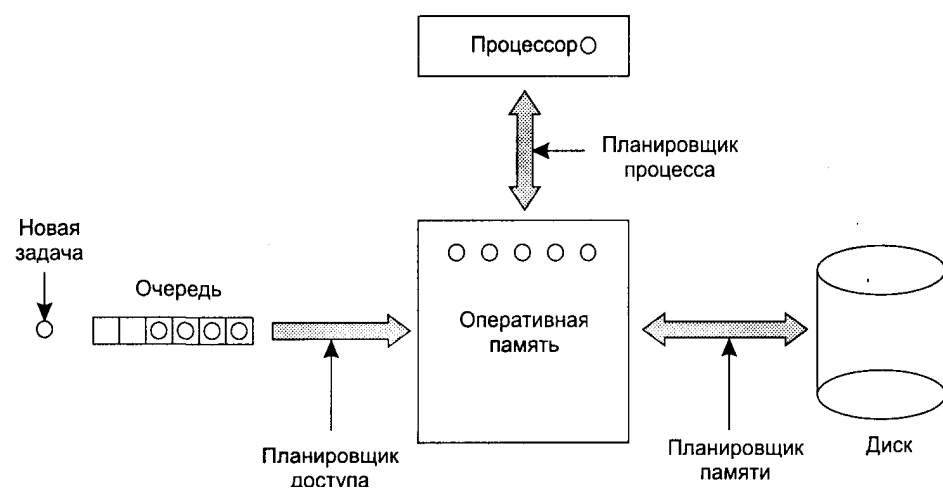 Процессор
Планировщик
процесса
Новая
задача
Очередь
Оперативная
память
Планировщик
доступа
Планировщик
памяти
Диск